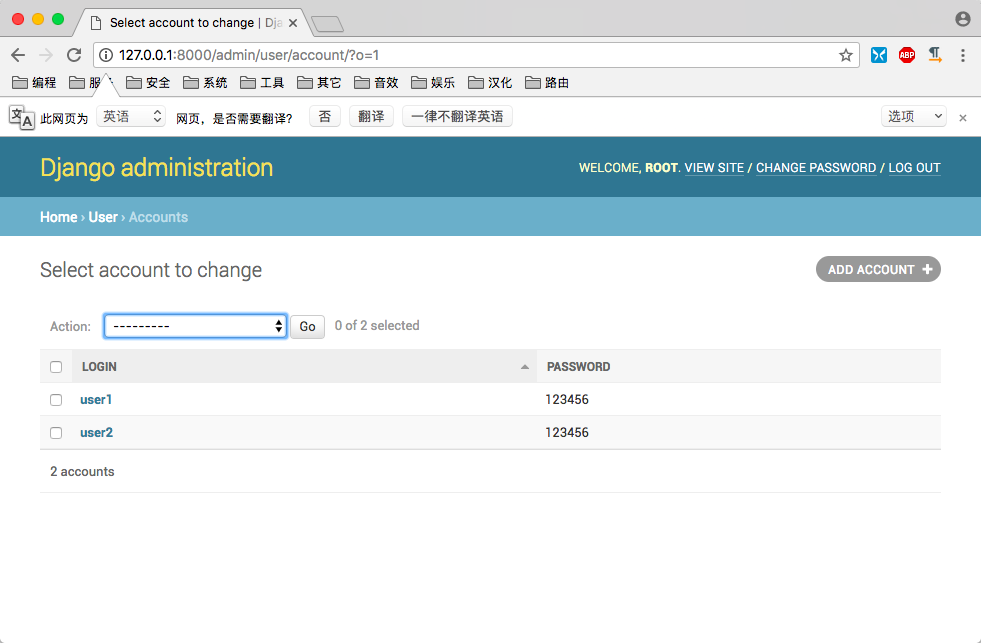 Select account to change | Dja
127.0.0.1:8000/admin/user/account/?o=1
ABP
编程 安全 系统 工具 其它 音效 娱乐 汉化 路由
此网页为 英语 网页，是否需要翻译? 否 翻译 一律不翻译英语 选项
Django administration
WELCOME, ROOT. VIEW SITE / CHANGE PASSWORD / LOG OUT
Home › User › Accounts
Select account to change
ADD ACCOUNT +
Action: --------- Go 0 of 2 selected
LOGIN PASSWORD
user1 123456
user2 123456
2 accounts